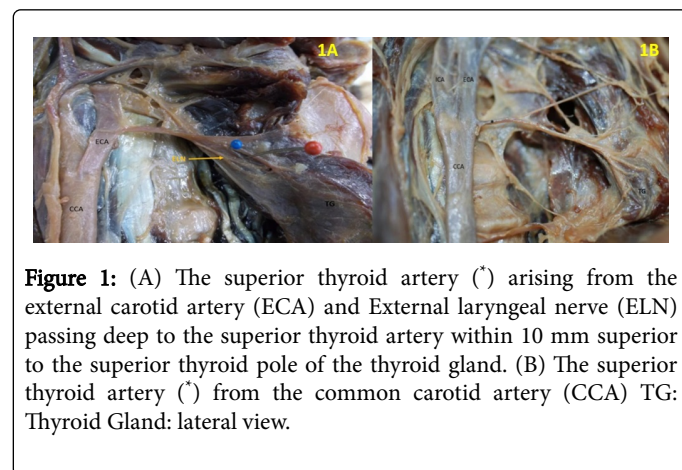 1A
1B
ECA
CCA
ELN
TG
ICA
ECA
CCA
*
TG
Figure 1: (A) The superior thyroid artery (*) arising from the
external carotid artery (ECA) and External laryngeal nerve (ELN)
passing deep to the superior thyroid artery within 10 mm superior
to the superior thyroid pole of the thyroid gland. (B) The superior
thyroid artery (*) from the common carotid artery (CCA) TG:
Thyroid Gland: lateral view.